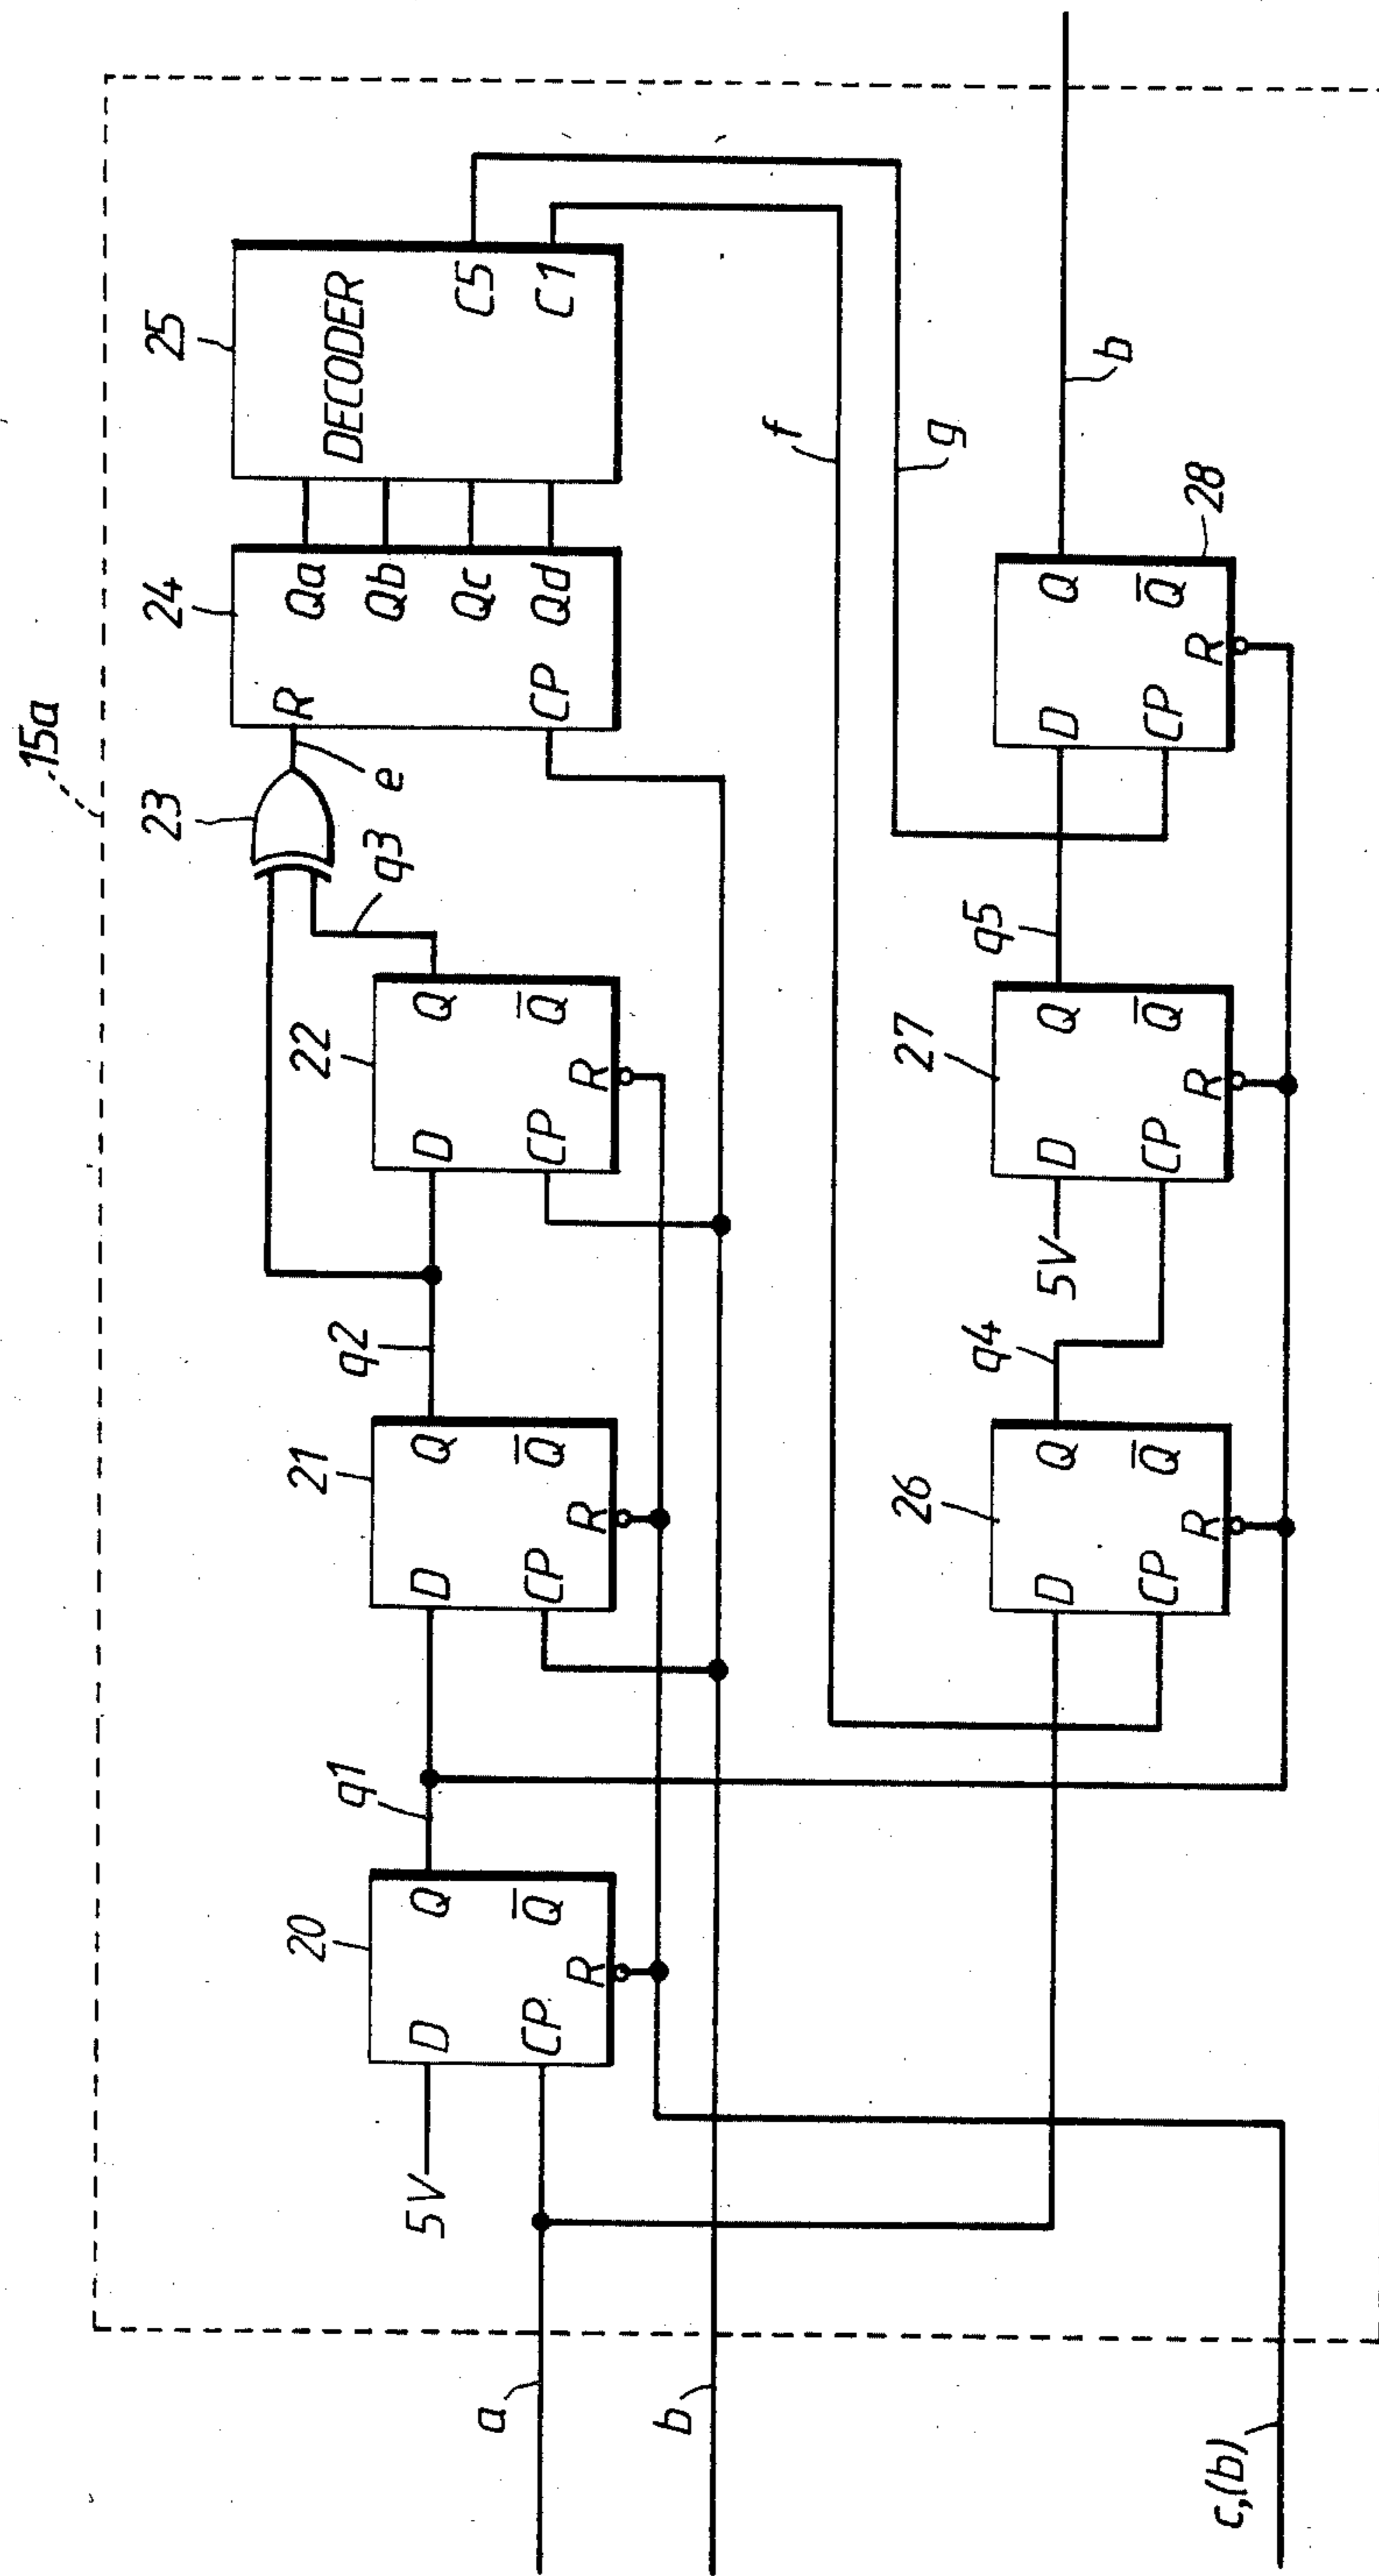 15a
23
24
25
R
Qa
Qb
Qc
Qd
CP
DECODER
C5
C1
e
q3
20
21
22
5V
D
CP
Q
Q̅
R
q1
D
CP
Q
Q̅
R
q2
D
CP
Q
Q̅
R
a
b
f
g
26
27
28
D
CP
Q
Q̅
R
q4
5V
D
CP
Q
Q̅
R
q5
D
CP
Q
Q̅
R
b
c,(b)